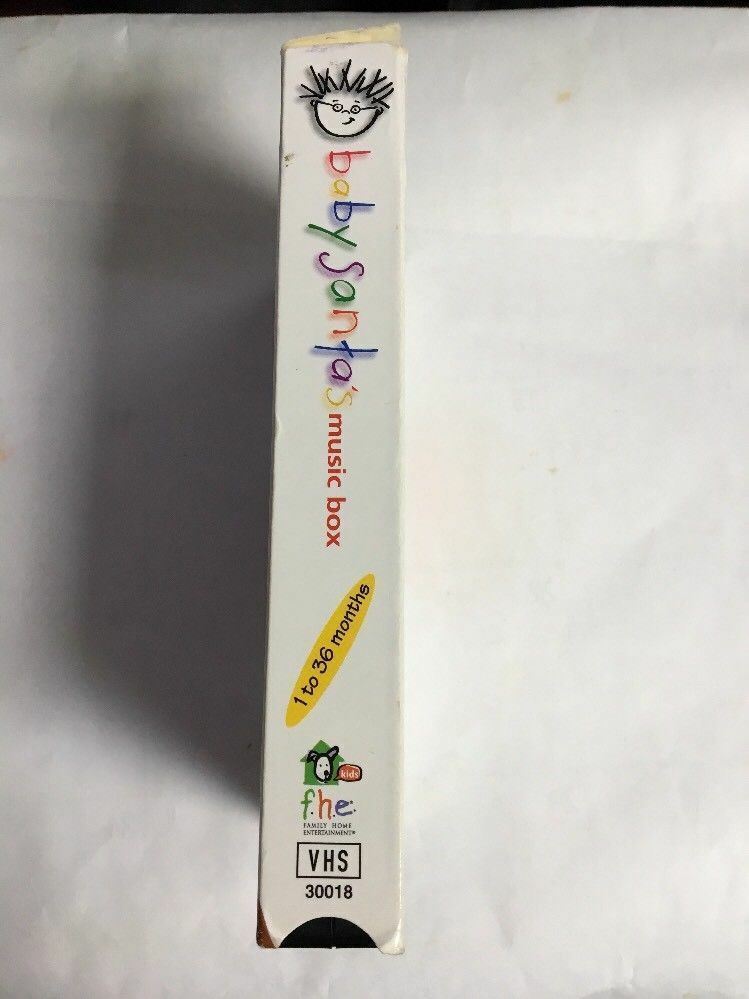 baby santa's music box
1 to 36 months
kids
f.h.e.
FAMILY HOME
ENTERTAINMENT®
VHS
30018